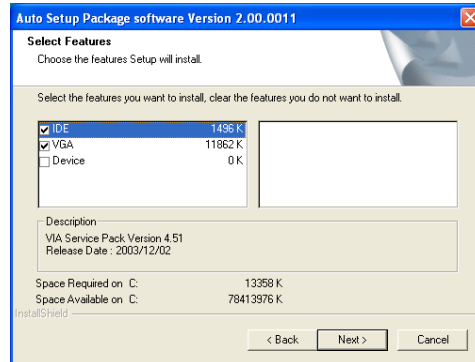 Auto Setup Package software Version 2.00.0011
Select Features
Choose the features Setup will install.
Select the features you want to install, clear the features you do not want to install.
IDE 1496 K
VGA 11862 K
Device 0 K
Description
VIA Service Pack Version 4.51
Release Date : 2003/12/02
Space Required on C: 13358 K
Space Available on C: 78413976 K
InstallShield
< Back Next > Cancel